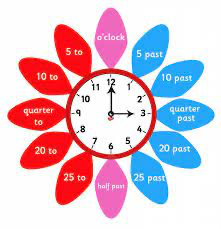 o'clock
5 past
10 past
quarter
past
20 past
25 past
half past
25 to
20 to
quarter
to
10 to
5 to
12
1
2
3
4
5
6
7
8
9
10
11